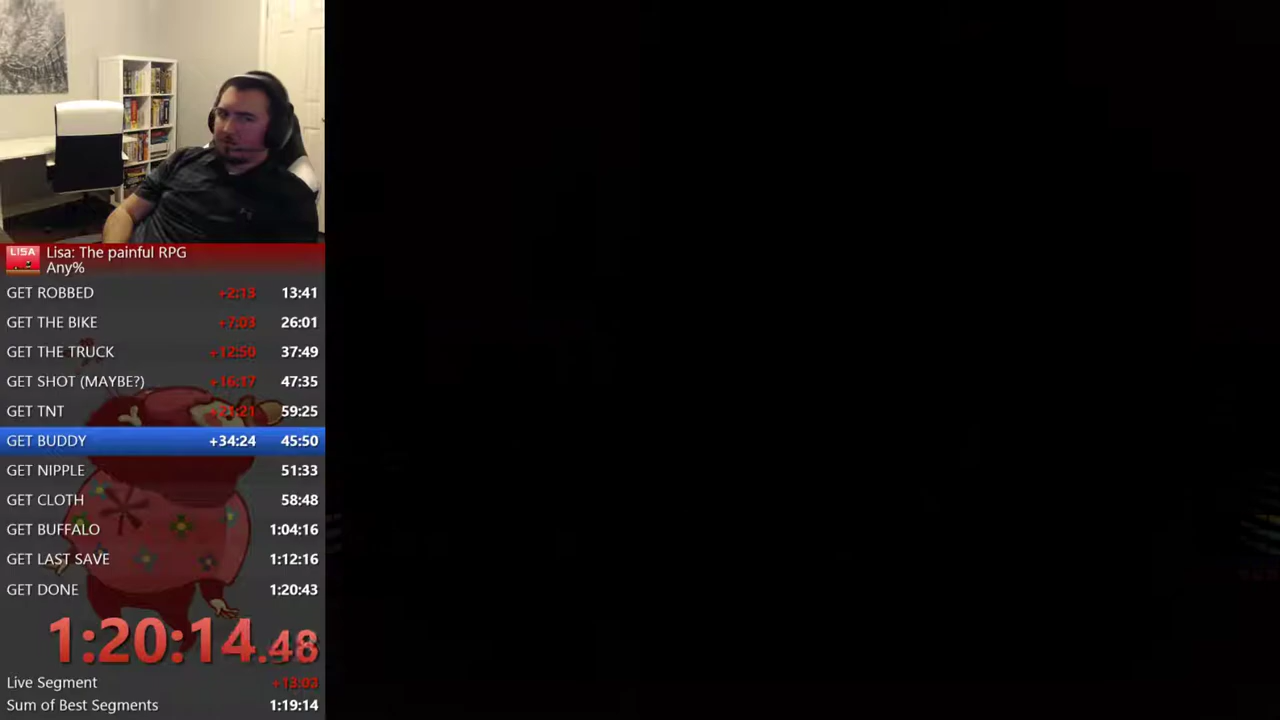 LISA
Lisa: The painful RPG
Any%
GET ROBBED +2:13 13:41
GET THE BIKE +7:03 26:01
GET THE TRUCK +12:50 37:49
GET SHOT (MAYBE?) +16:17 47:35
GET TNT +21:21 59:25
GET BUDDY +34:24 45:50
GET NIPPLE 51:33
GET CLOTH 58:48
GET BUFFALO 1:04:16
GET LAST SAVE 1:12:16
GET DONE 1:20:43
1:20:14.48
Live Segment +13:03
Sum of Best Segments 1:19:14